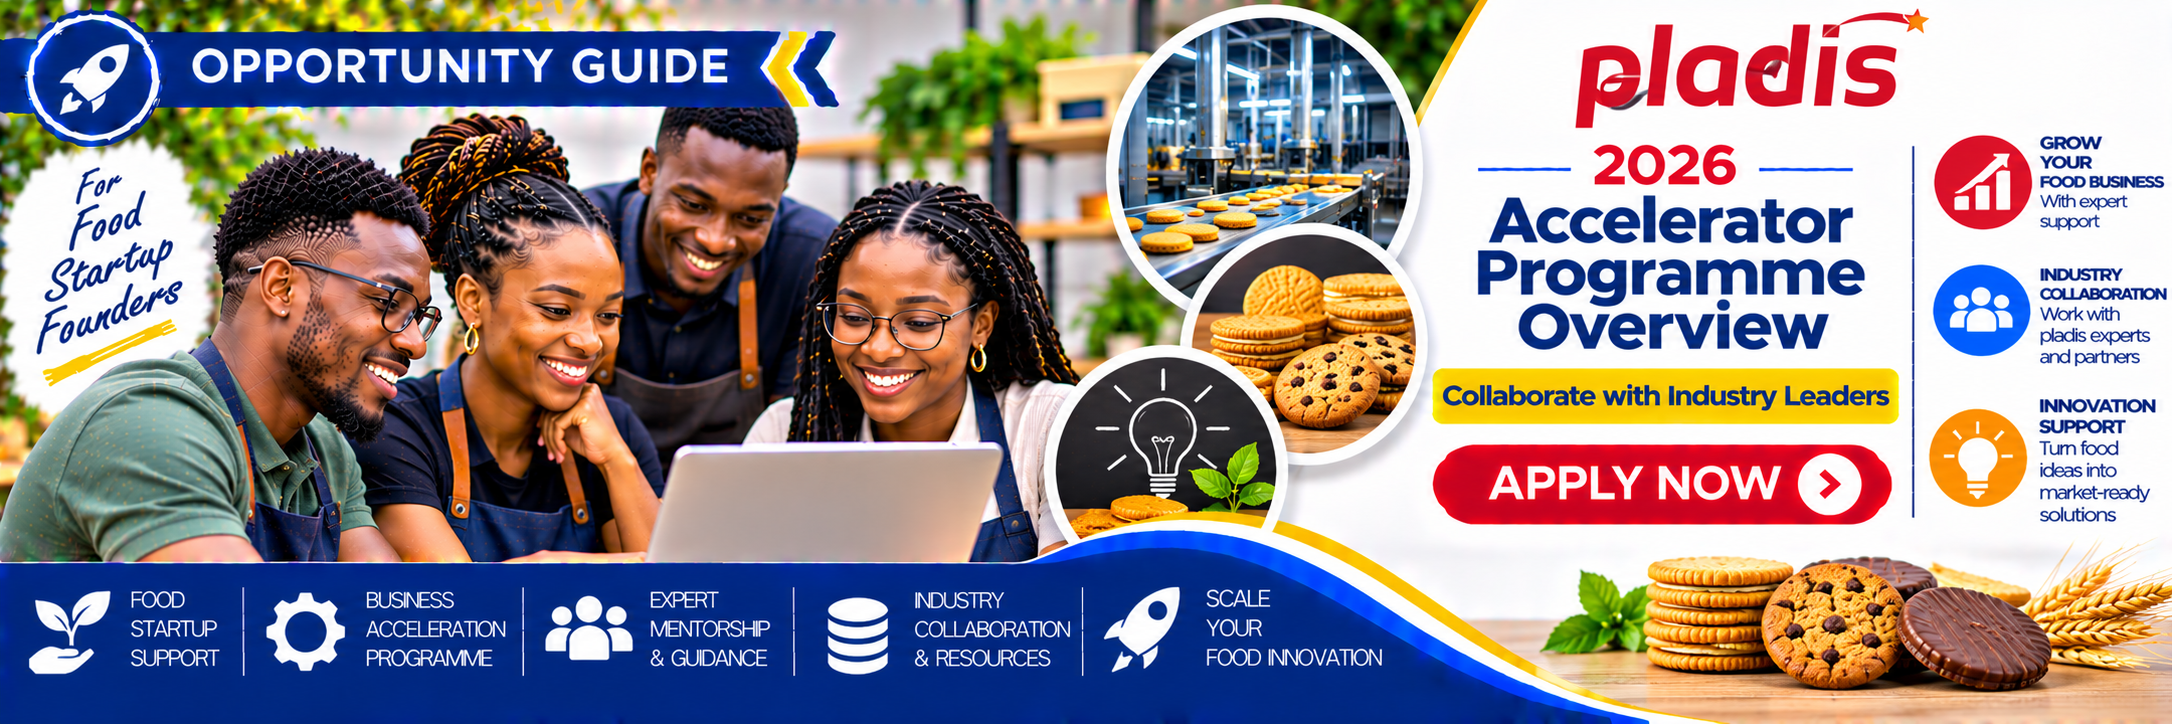 OPPORTUNITY GUIDE
For
Food
Startup
Founders
pladis
2026
Accelerator
Programme
Overview
Collaborate with Industry Leaders
APPLY NOW
GROW
YOUR
FOOD BUSINESS
With expert
support
INDUSTRY
COLLABORATION
Work with
pladis experts
and partners
INNOVATION
SUPPORT
Turn food
ideas into
market-ready
solutions
FOOD
STARTUP
SUPPORT
BUSINESS
ACCELERATION
PROGRAMME
EXPERT
MENTORSHIP
& GUIDANCE
INDUSTRY
COLLABORATION
& RESOURCES
SCALE
YOUR
FOOD INNOVATION